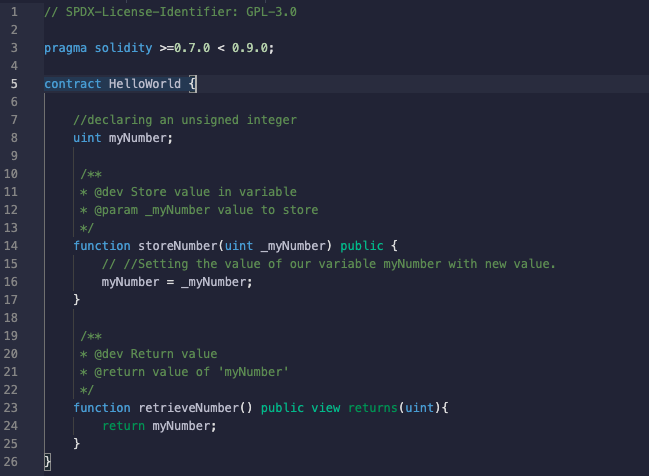 1 // SPDX-License-Identifier: GPL-3.0
2
3 pragma solidity >=0.7.0 < 0.9.0;
4
5 contract HelloWorld {
6
7 //declaring an unsigned integer
8 uint myNumber;
9
10 /**
11 * @dev Store value in variable
12 * @param _myNumber value to store
13 */
14 function storeNumber(uint _myNumber) public {
15 // //Setting the value of our variable myNumber with new value.
16 myNumber = _myNumber;
17 }
18
19 /**
20 * @dev Return value
21 * @return value of 'myNumber'
22 */
23 function retrieveNumber() public view returns(uint){
24 return myNumber;
25 }
26 }